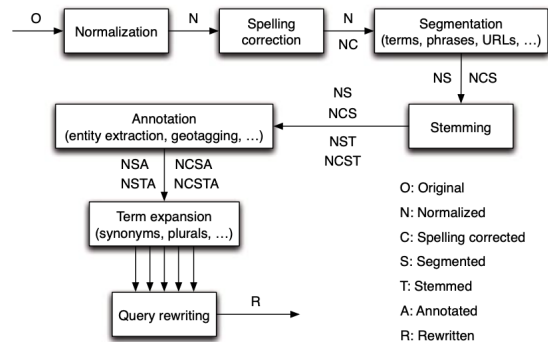 O
Normalization
N
Spelling
correction
N
NC
Segmentation
(terms, phrases, URLs, …)
NS
NCS
Stemming
NS
NCS
NST
NCST
Annotation
(entity extraction, geotagging, …)
NSA
NCSA
NSTA
NCSTA
Term expansion
(synonyms, plurals, …)
Query rewriting
R
O: Original
N: Normalized
C: Spelling corrected
S: Segmented
T: Stemmed
A: Annotated
R: Rewritten